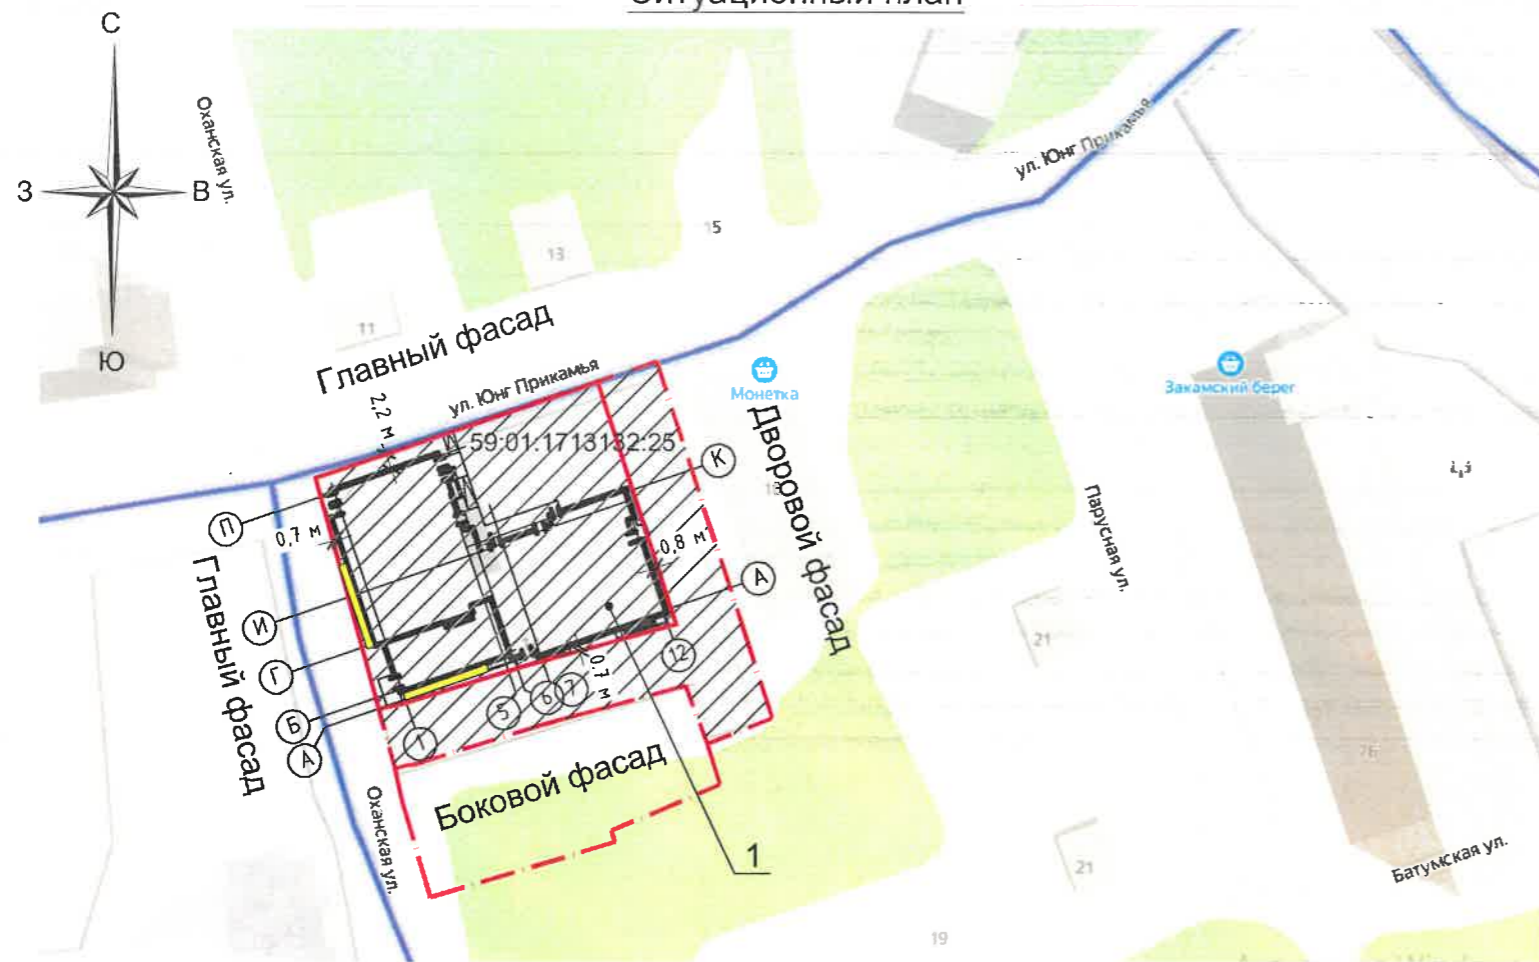 Ситуационный план
С
З
В
Ю
Оханская ул.
ул. Юнг Прикамья
15
13
11
Главный фасад
ул. Юнг Прикамья
2,2 м
59:01:1713132:25
Монетка
Закамский берег
Дворовой фасад
К
П
0,7 м
0,8 м
А
Парусная ул.
Главный фасад
И
Г
Б
А
1
5
6
7
0.7 м
12
21
Боковой фасад
Оханская ул.
1
76
21
Батумская ул.
19